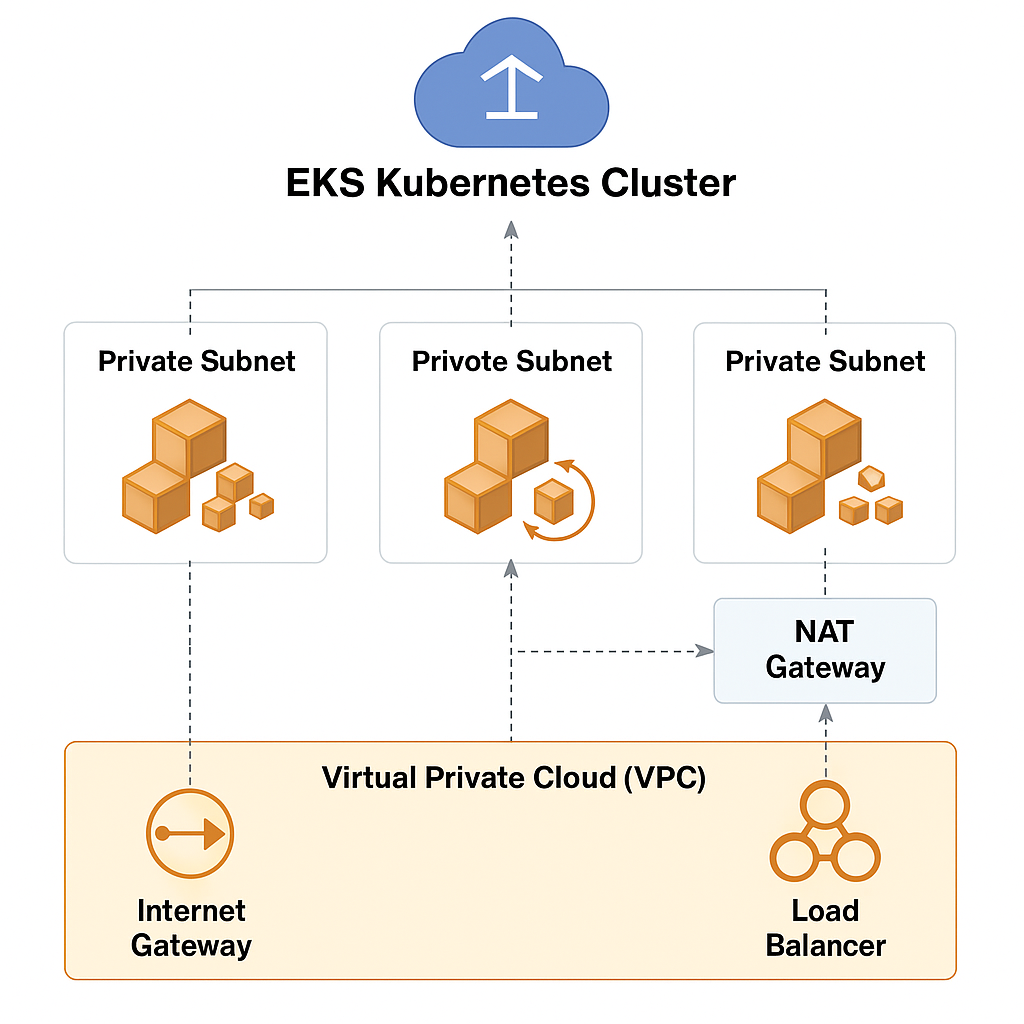 EKS Kubernetes Cluster
Private Subnet
Privote Subnet
Private Subnet
NAT
Gateway
Virtual Private Cloud (VPC)
Internet
Gateway
Load
Balancer